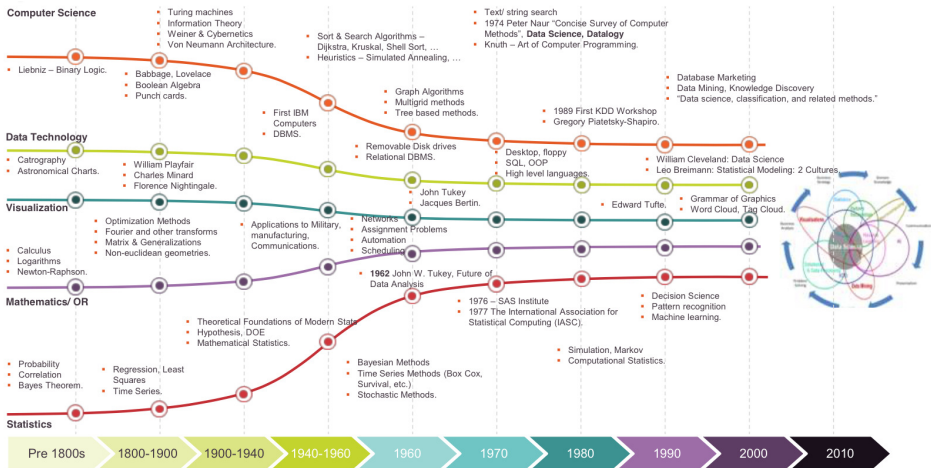 Computer Science
Turing machines
Information Theory
Weiner & Cybernetics
Von Neumann Architecture.
Text/ string search
1974 Peter Naur “Concise Survey of Computer
Methods”, Data Science, Datalogy
Knuth – Art of Computer Programming.
Sort & Search Algorithms –
Dijkstra, Kruskal, Shell Sort, …
Heuristics – Simulated Annealing, …
Liebniz – Binary Logic.
Babbage, Lovelace
Boolean Algebra
Punch cards.
Database Marketing
Data Mining, Knowledge Discovery
“Data science, classification, and related methods.”
Graph Algorithms
Multigrid methods
Tree based methods.
First IBM
Computers
DBMS.
1989 First KDD Workshop
Gregory Piatetsky-Shapiro.
Data Technology
Removable Disk drives
Relational DBMS.
Desktop, floppy
SQL, OOP
High level languages.
William Cleveland: Data Science
Leo Breimann: Statistical Modeling: 2 Cultures.
Catrography
Astronomical Charts.
William Playfair
Charles Minard
Florence Nightingale.
John Tukey
Jacques Bertin.
Edward Tufte.
Grammar of Graphics
Word Cloud, Tag Cloud.
Visualization
Optimization Methods
Fourier and other transforms
Matrix & Generalizations
Non-euclidean geometries.
Applications to Military,
manufacturing,
Communications.
Networks
Assignment Problems
Automation
Scheduling
Calculus
Logarithms
Newton-Raphson.
1962 John W. Tukey, Future of
Data Analysis
Mathematics/ OR
1976 – SAS Institute
1977 The International Association for
Statistical Computing (IASC).
Decision Science
Pattern recognition
Machine learning.
Theoretical Foundations of Modern Stats
Hypothesis, DOE
Mathematical Statistics.
Simulation, Markov
Computational Statistics.
Probability
Correlation
Bayes Theorem.
Regression, Least
Squares
Time Series.
Bayesian Methods
Time Series Methods (Box Cox,
Survival, etc.)
Stochastic Methods.
Statistics
Data Science
Visualization
Data Mining
Pre 1800s
1800-1900
1900-1940
1940-1960
1960
1970
1980
1990
2000
2010